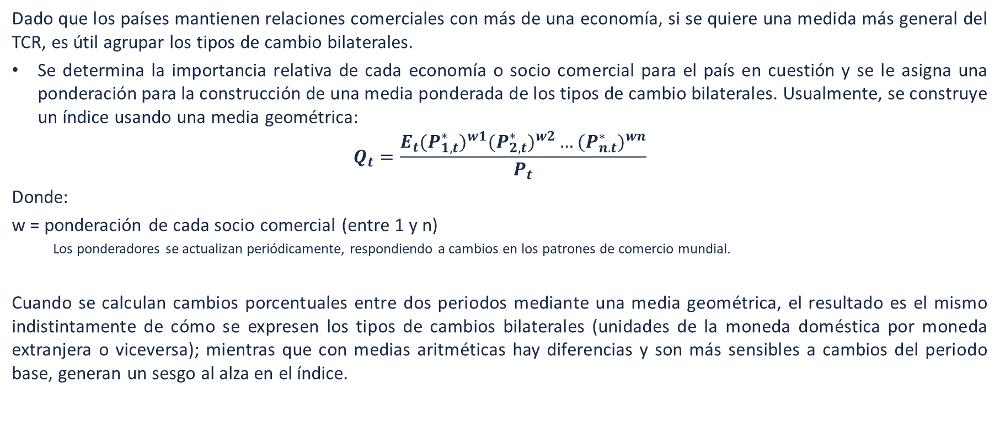 Dado que los países mantienen relaciones comerciales con más de una economía, si se quiere una medida más general del
TCR, es útil agrupar los tipos de cambio bilaterales.
• Se determina la importancia relativa de cada economía o socio comercial para el país en cuestión y se le asigna una
ponderación para la construcción de una media ponderada de los tipos de cambio bilaterales. Usualmente, se construye
un índice usando una media geométrica:
Q_t = \frac{E_t(P^*_{1,t})^{w1}(P^*_{2,t})^{w2} … (P^*_{n.t})^{wn}}{P_t}
Donde:
w = ponderación de cada socio comercial (entre 1 y n)
Los ponderadores se actualizan periódicamente, respondiendo a cambios en los patrones de comercio mundial.
Cuando se calculan cambios porcentuales entre dos periodos mediante una media geométrica, el resultado es el mismo
indistintamente de cómo se expresen los tipos de cambios bilaterales (unidades de la moneda doméstica por moneda
extranjera o viceversa); mientras que con medias aritméticas hay diferencias y son más sensibles a cambios del periodo
base, generan un sesgo al alza en el índice.